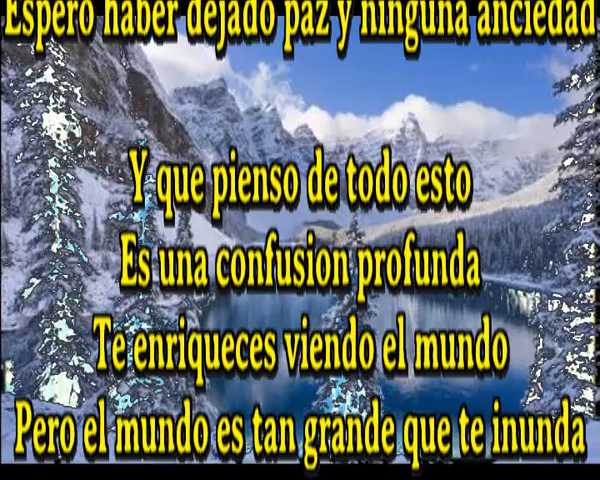 Espero haber dejado paz y ninguna anciedad
Y que pienso de todo esto
Es una confusion profunda
Te enriqueces viendo el mundo
Pero el mundo es tan grande que te inunda